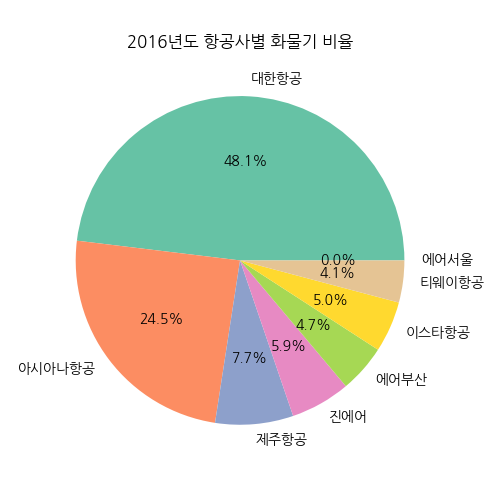 2016년도 항공사별 화물기 비율
대한항공
48.1%
에어서울
0.0%
4.1%
티웨이항공
5.0%
이스타항공
24.5%
4.7%
5.9%
7.7%
아시아나항공
에어부산
진에어
제주항공